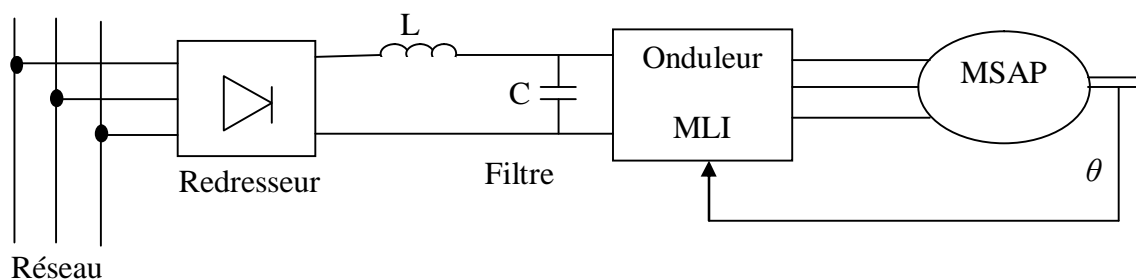 L
Onduleur
MSAP
C
MLI
Redresseur
Filtre
θ
Réseau